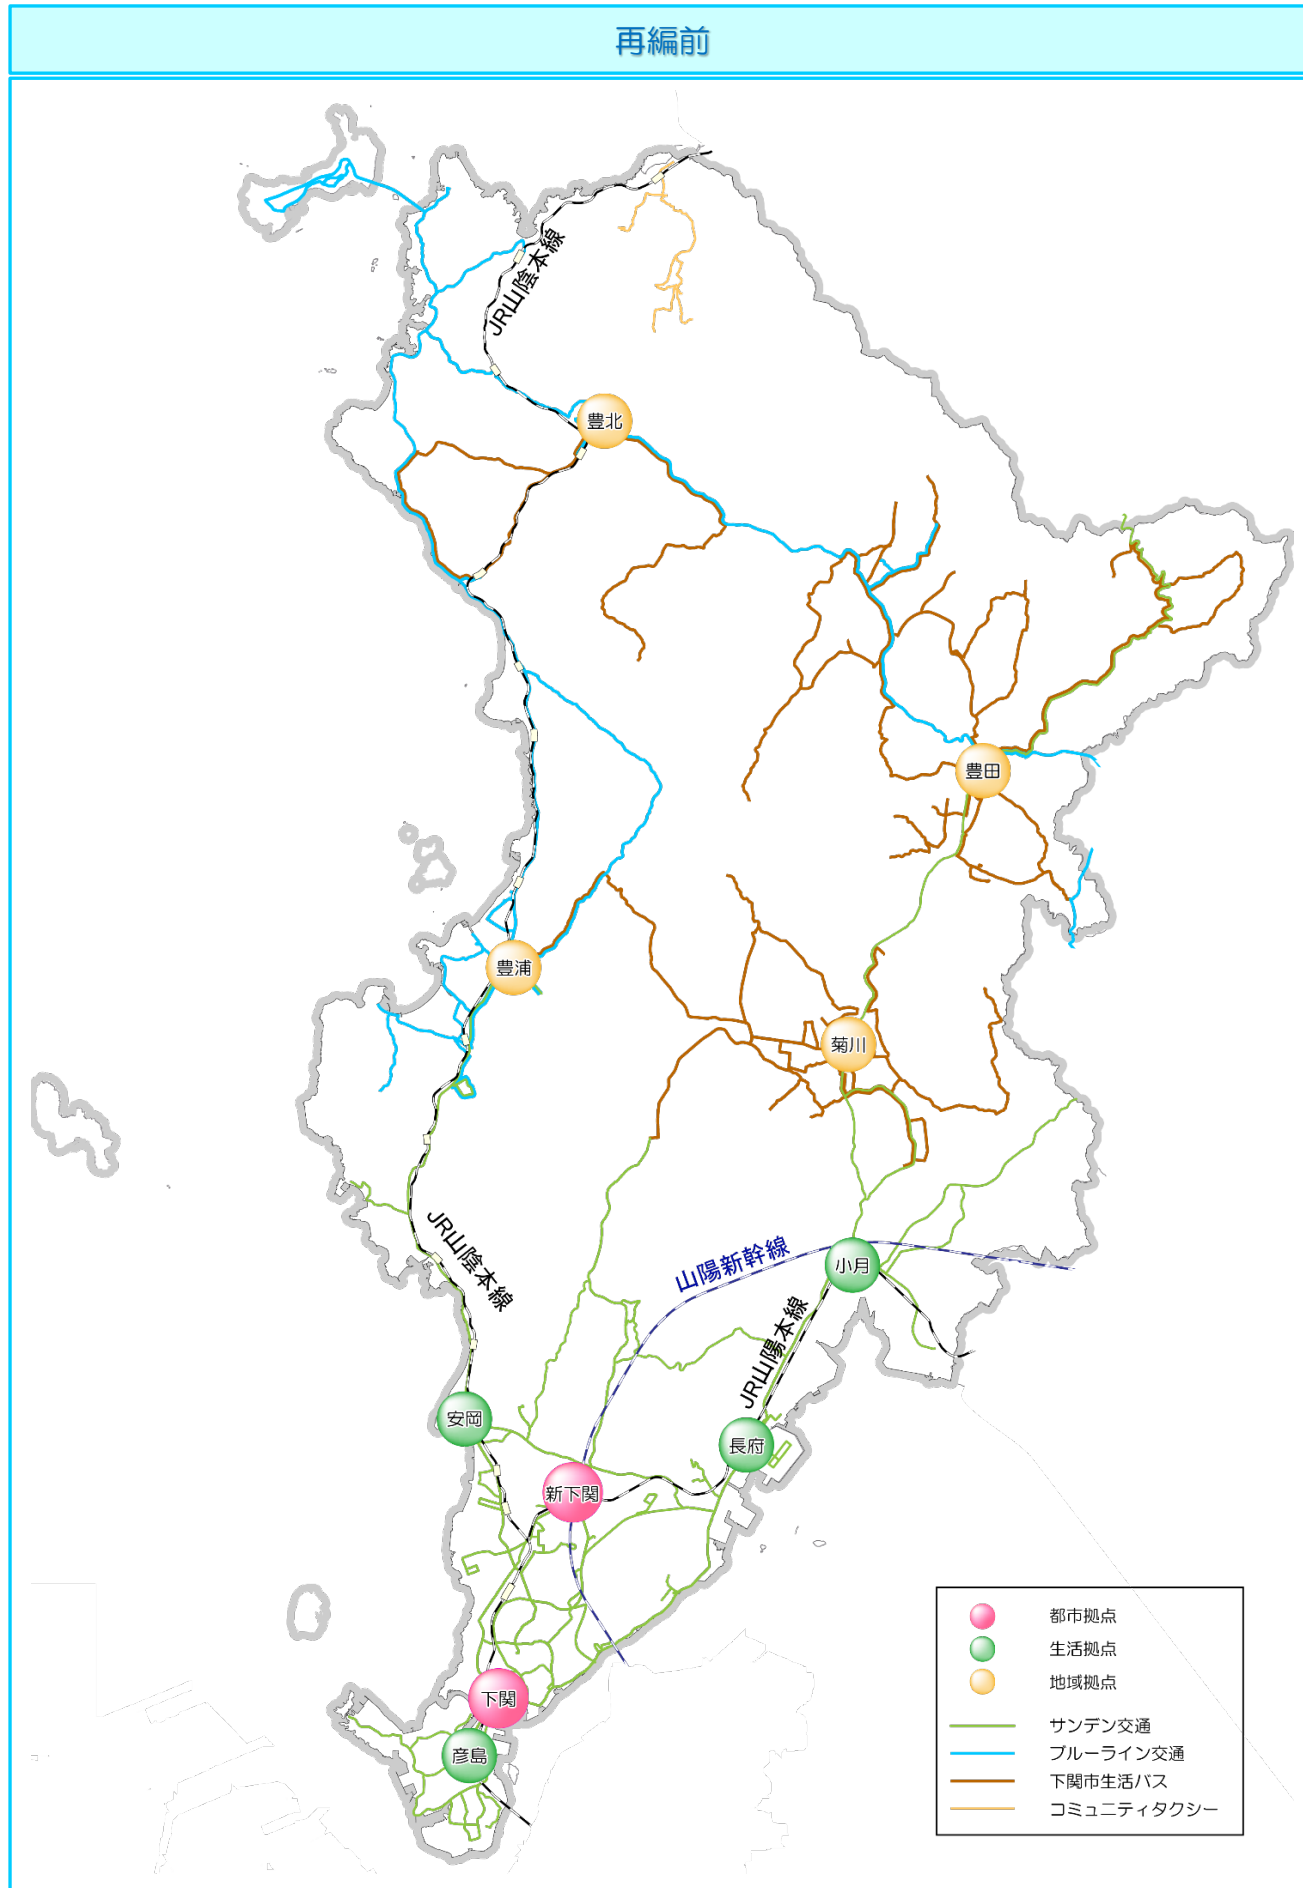 再編前
JR山陰本線
豊北
豊田
豊浦
菊川
JR山陰本線
山陽新幹線
小月
JR山陽本線
安岡
長府
新下関
下関
彦島
都市拠点
生活拠点
地域拠点
サンデン交通
ブルーライン交通
下関市生活バス
コミュニティタクシー